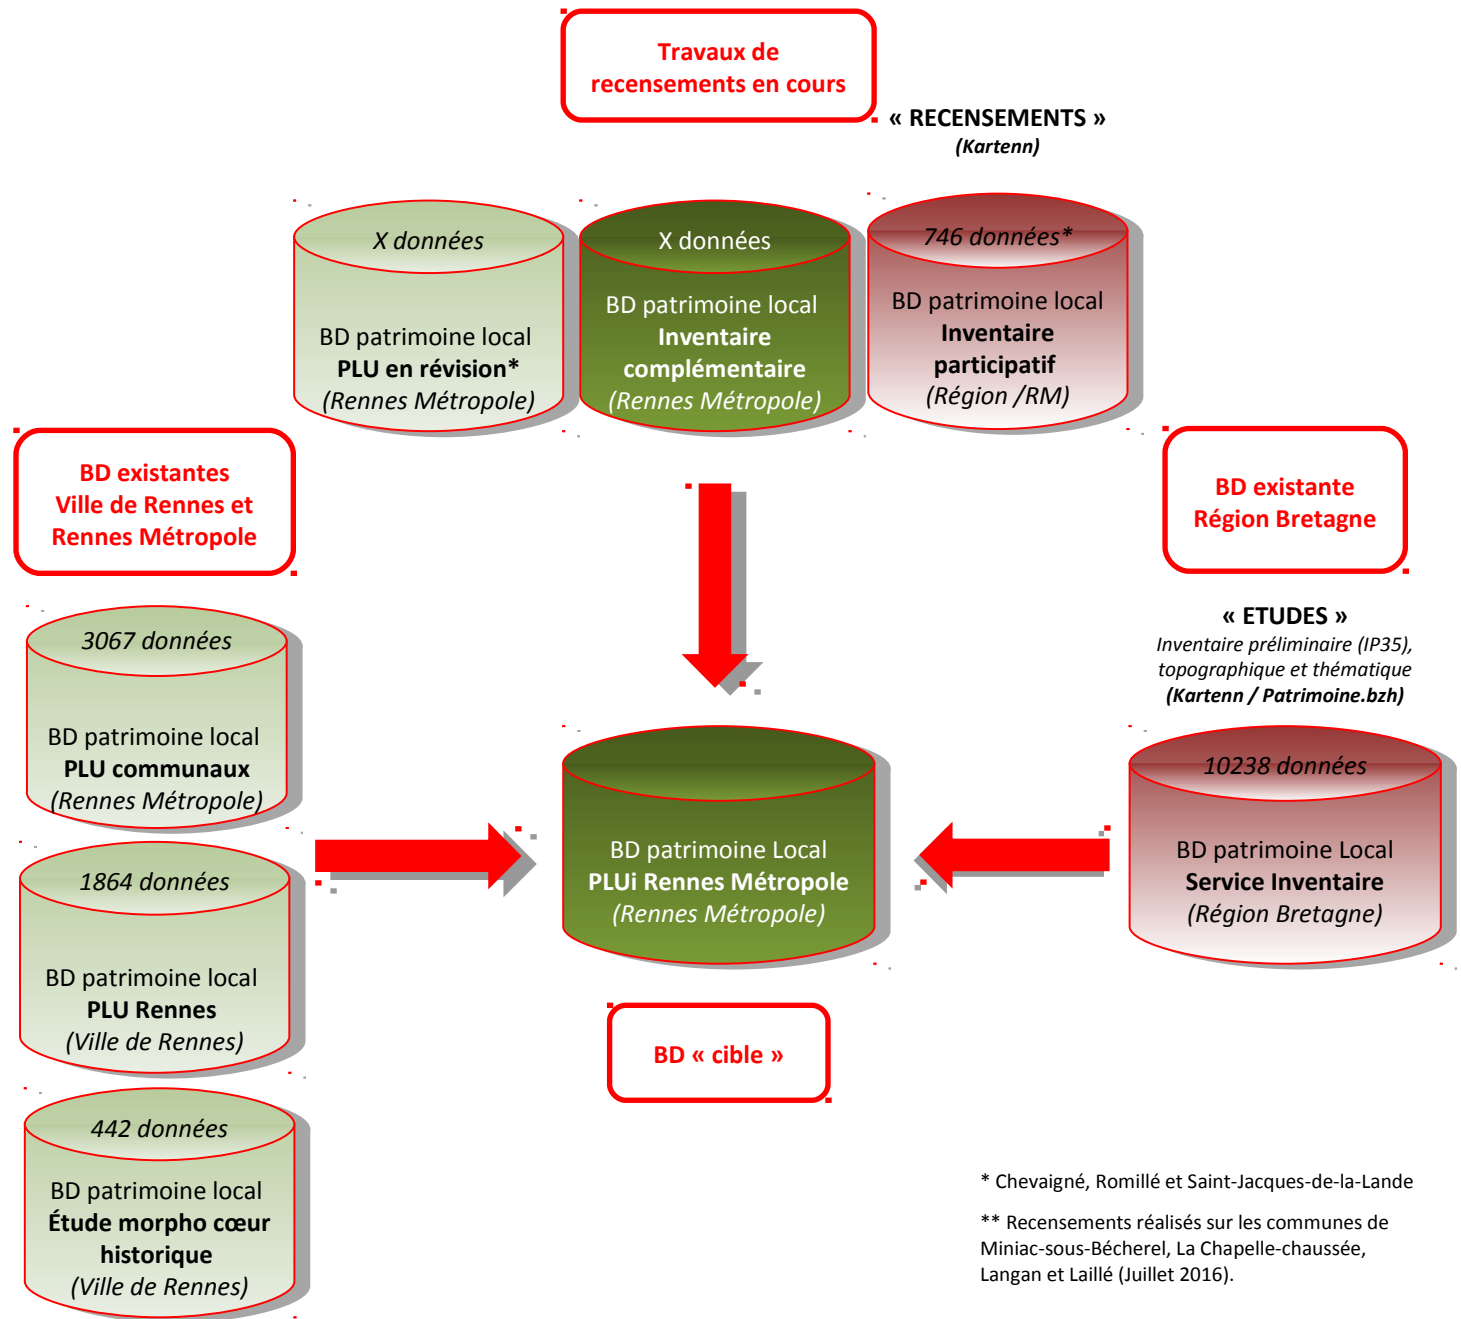 Travaux de
recensements en cours
« RECENSEMENTS »
(Kartenn)
X données
BD patrimoine local
PLU en révision*
(Rennes Métropole)
X données
BD patrimoine local
Inventaire
complémentaire
(Rennes Métropole)
746 données*
BD patrimoine local
Inventaire
participatif
(Région /RM)
BD existantes
Ville de Rennes et
Rennes Métropole
BD existante
Région Bretagne
3067 données
BD patrimoine local
PLU communaux
(Rennes Métropole)
« ETUDES »
Inventaire préliminaire (IP35),
topographique et thématique
(Kartenn / Patrimoine.bzh)
1864 données
BD patrimoine local
PLU Rennes
(Ville de Rennes)
BD patrimoine Local
PLUi Rennes Métropole
(Rennes Métropole)
10238 données
BD patrimoine Local
Service Inventaire
(Région Bretagne)
BD « cible »
442 données
BD patrimoine local
Étude morpho cœur
historique
(Ville de Rennes)
* Chevaigné, Romillé et Saint-Jacques-de-la-Lande
** Recensements réalisés sur les communes de
Miniac-sous-Bécherel, La Chapelle-chaussée,
Langan et Laillé (Juillet 2016).